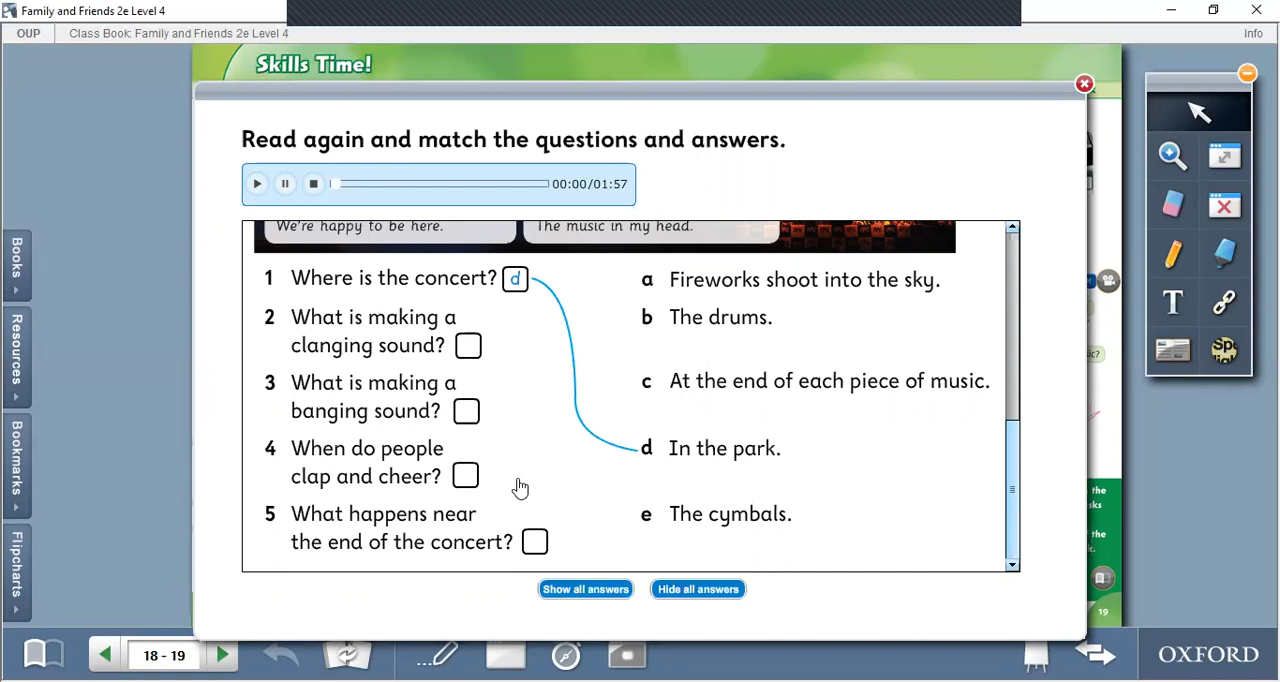 Family and Friends 2e Level 4
OUP
Class Book: Family and Friends 2e Level 4
Info
Skills Time!
Read again and match the questions and answers.
00:00/01:57
We're happy to be here.
The music in my head.
1 Where is the concert? d
2 What is making a
clanging sound?
3 What is making a
banging sound?
4 When do people
clap and cheer?
5 What happens near
the end of the concert?
a Fireworks shoot into the sky.
b The drums.
c At the end of each piece of music.
d In the park.
e The cymbals.
Show all answers
Hide all answers
Books
Resources
Bookmarks
Flipcharts
T
the
the
19
18 - 19
OXFORD